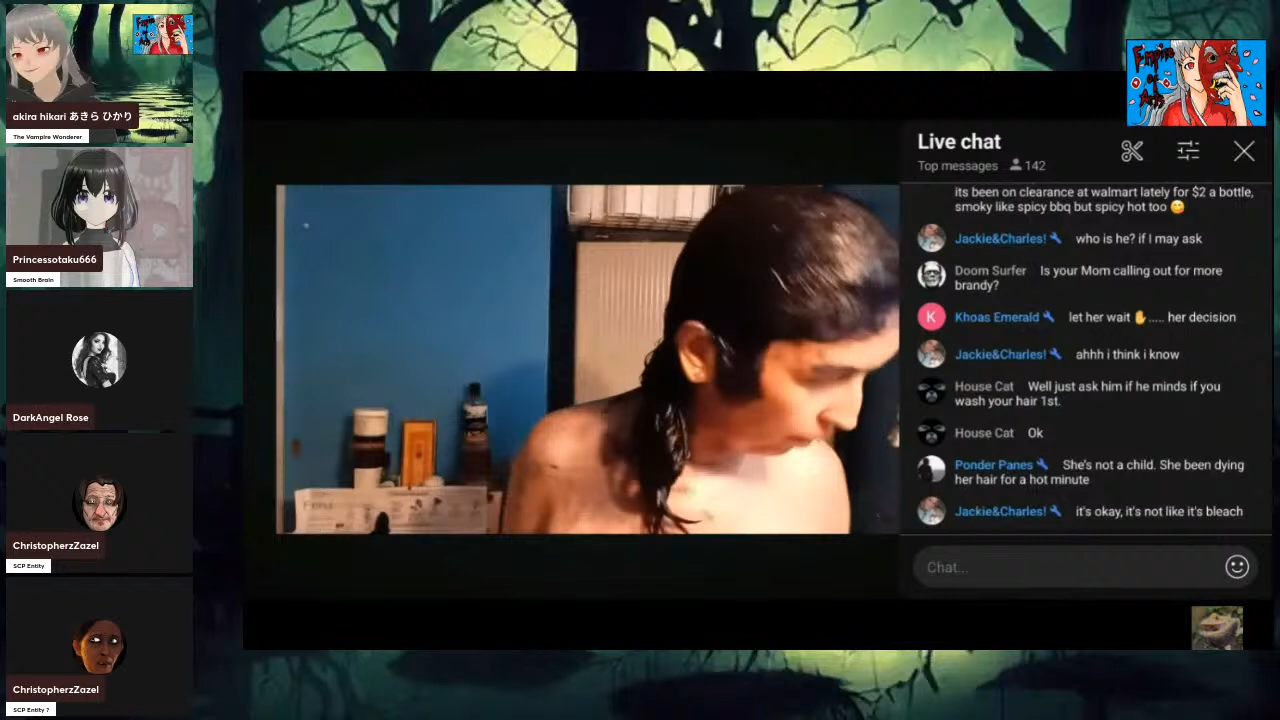 akira hikari あきら ひかり
The Vampire Wonderer
Princessotaku666
Smooth Brain
DarkAngel Rose
ChristopherzZazel
SCP Entity
ChristopherzZazel
SCP Entity ?
Empire
of
Arts
Live chat
Top messages 142
its been on clearance at walmart lately for $2 a bottle,
smoky like spicy bbq but spicy hot too 😋
Jackie&Charles! who is he? if I may ask
Doom Surfer Is your Mom calling out for more
brandy?
K
Khoas Emerald let her wait ✋..... her decision
Jackie&Charles! ahhh i think i know
House Cat Well just ask him if he minds if you
wash your hair 1st.
House Cat Ok
Ponder Panes She's not a child. She been dying
her hair for a hot minute
Jackie&Charles! it's okay, it's not like it's bleach
Chat...